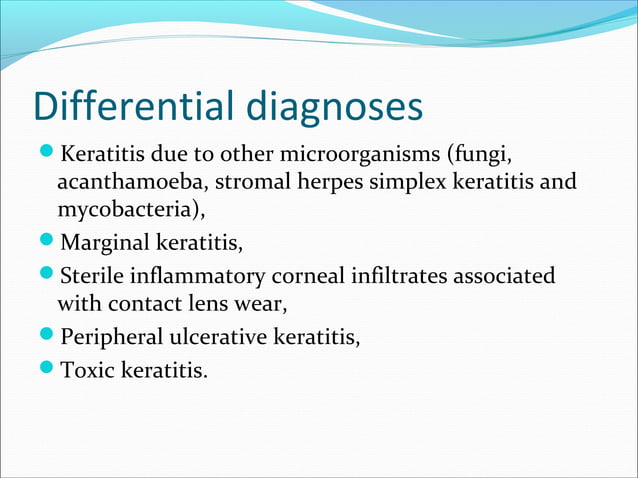 Differential diagnoses
Keratitis due to other microorganisms (fungi,
acanthamoeba, stromal herpes simplex keratitis and
mycobacteria),
Marginal keratitis,
Sterile inflammatory corneal infiltrates associated
with contact lens wear,
Peripheral ulcerative keratitis,
Toxic keratitis.